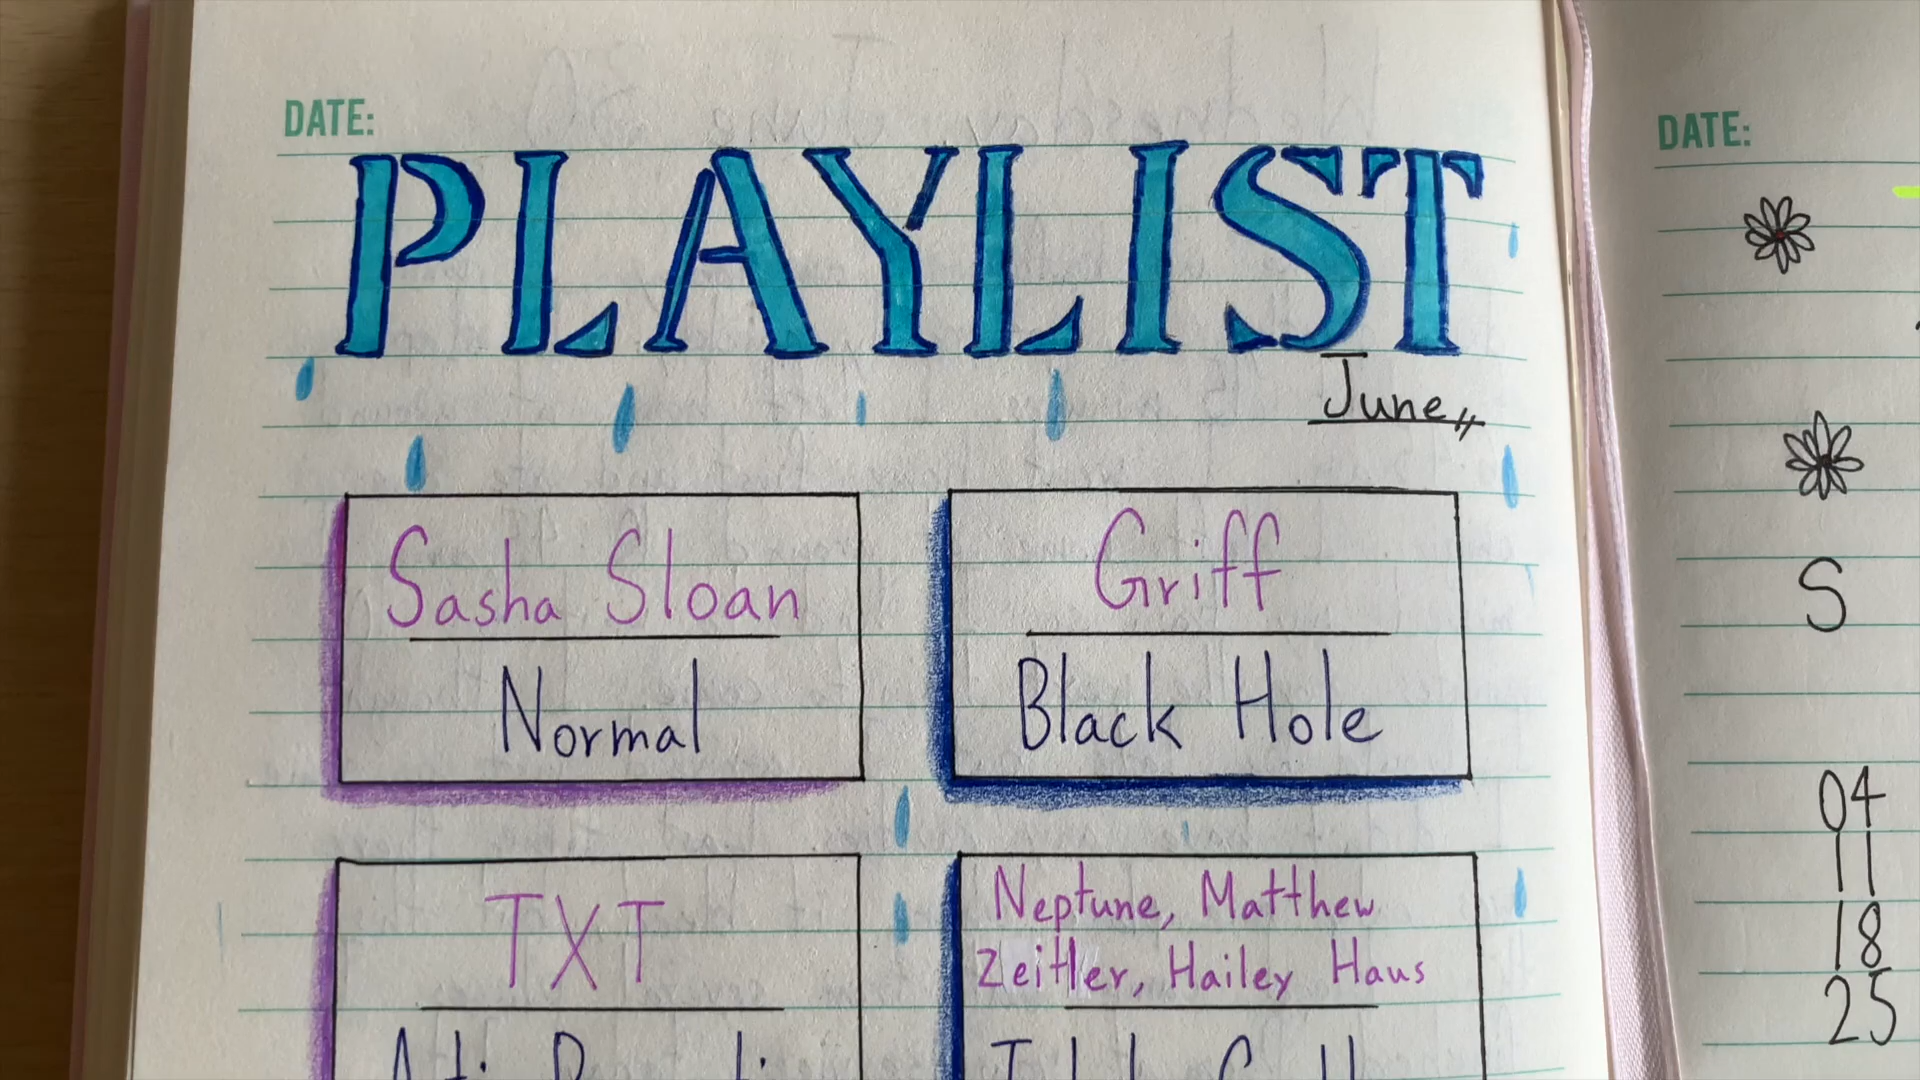 DATE:
PLAYLIST
June
Sasha Sloan
Normal
Griff
Black Hole
TXT
Neptune, Matthew
Zeitler, Hailey Haus
DATE:
S
04
11
18
25